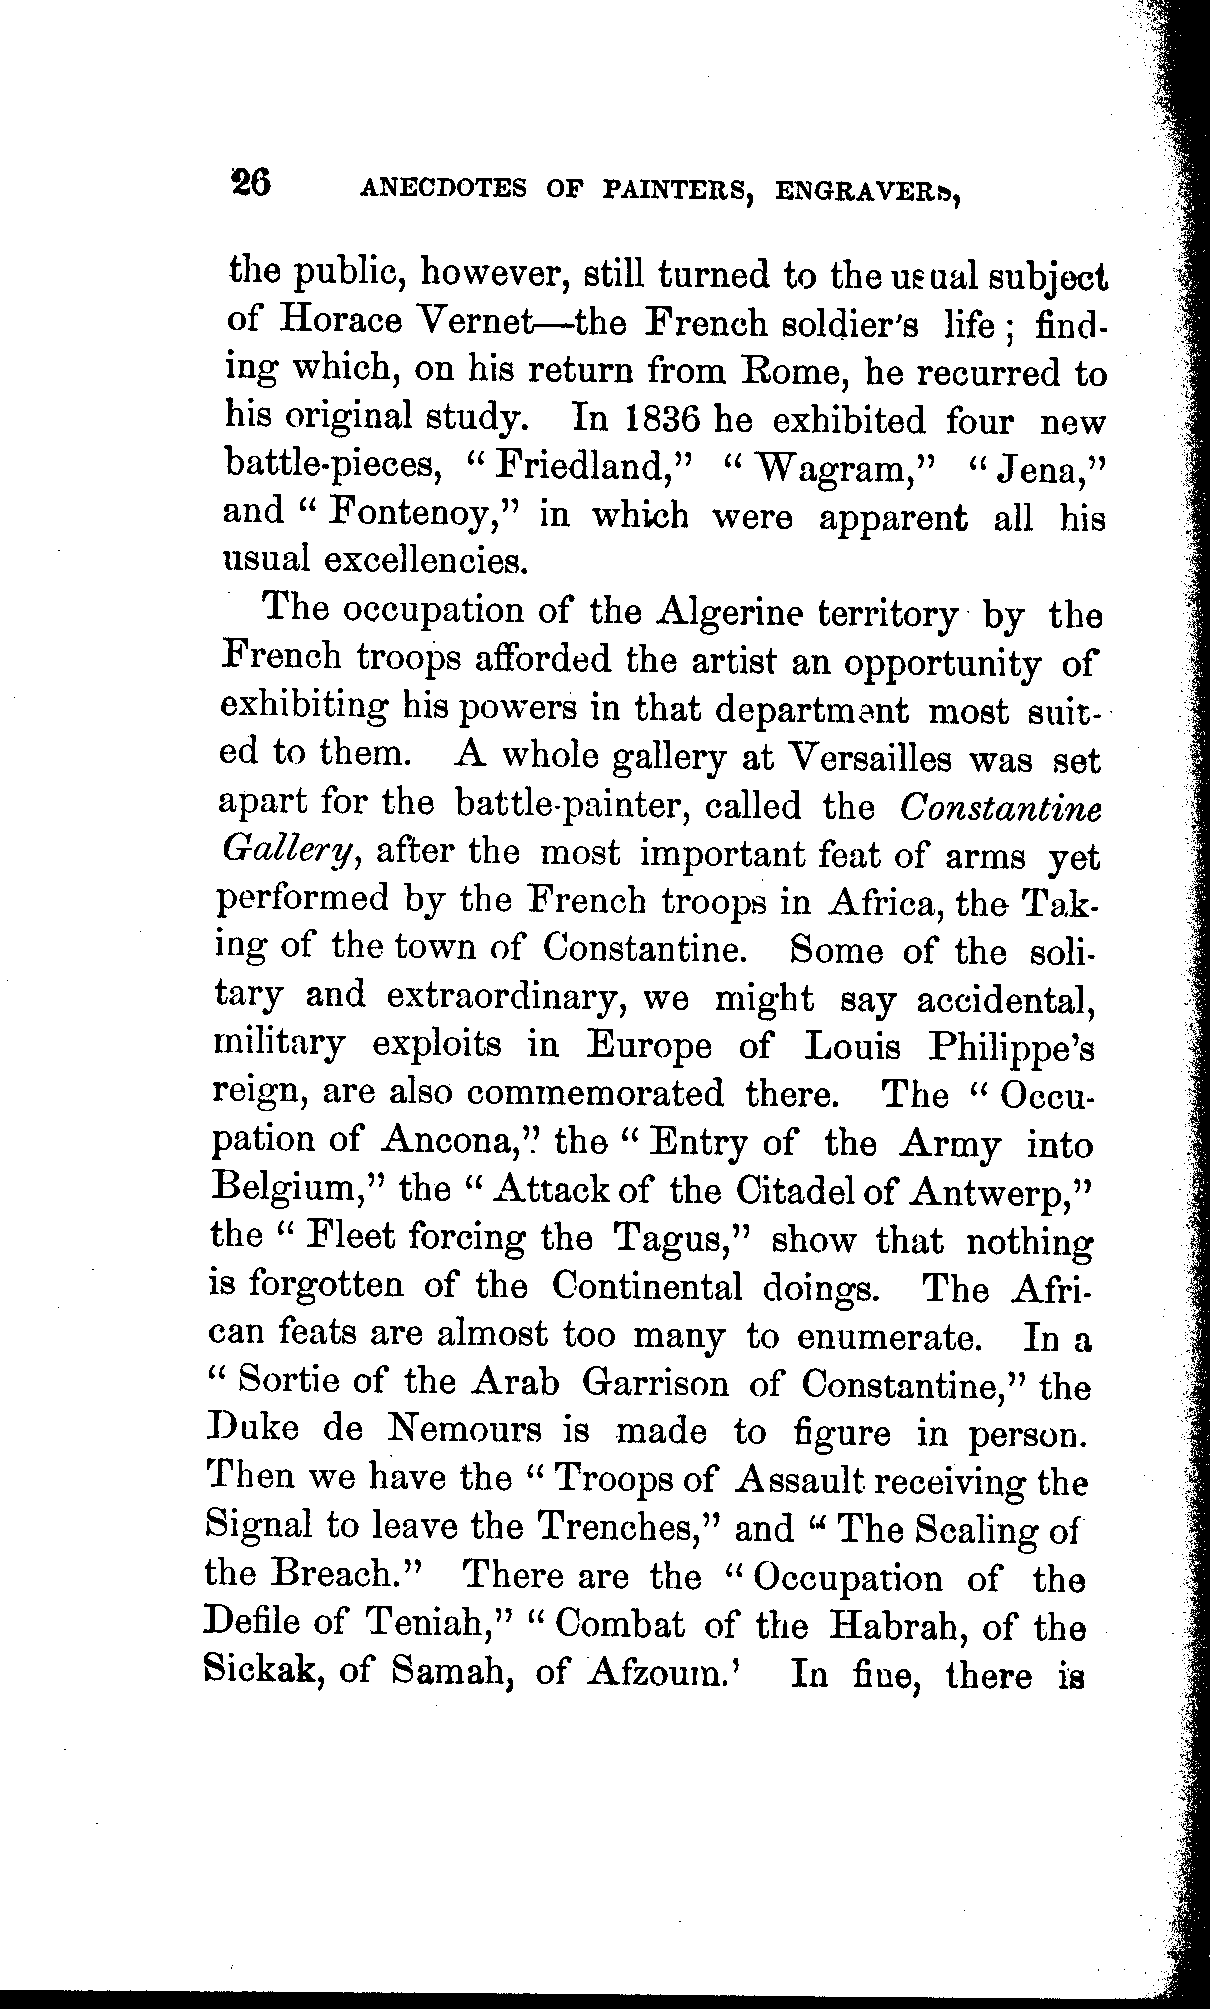 26 ANECDOTES OF PAINTERS, ENGRAVERS,
the public, however, still turned to the usual subject
of Horace Vernet—the French soldier's life; find-
ing which, on his return from Rome, he recurred to
his original study. In 1836 he exhibited four new
battle-pieces, "Friedland," "Wagram," "Jena,"
and "Fontenoy," in which were apparent all his
usual excellencies.
The occupation of the Algerine territory by the
French troops afforded the artist an opportunity of
exhibiting his powers in that department most suit-
ed to them. A whole gallery at Versailles was set
apart for the battle-painter, called the Constantine
Gallery, after the most important feat of arms yet
performed by the French troops in Africa, the Tak-
ing of the town of Constantine. Some of the soli-
tary and extraordinary, we might say accidental,
military exploits in Europe of Louis Philippe's
reign, are also commemorated there. The "Occu-
pation of Ancona," the "Entry of the Army into
Belgium," the "Attack of the Citadel of Antwerp,"
the "Fleet forcing the Tagus," show that nothing
is forgotten of the Continental doings. The Afri-
can feats are almost too many to enumerate. In a
"Sortie of the Arab Garrison of Constantine," the
Duke de Nemours is made to figure in person.
Then we have the "Troops of Assault receiving the
Signal to leave the Trenches," and "The Scaling of
the Breach." There are the "Occupation of the
Defile of Teniah," "Combat of the Habrah, of the
Sickak, of Samah, of Afzoum.' In fine, there is